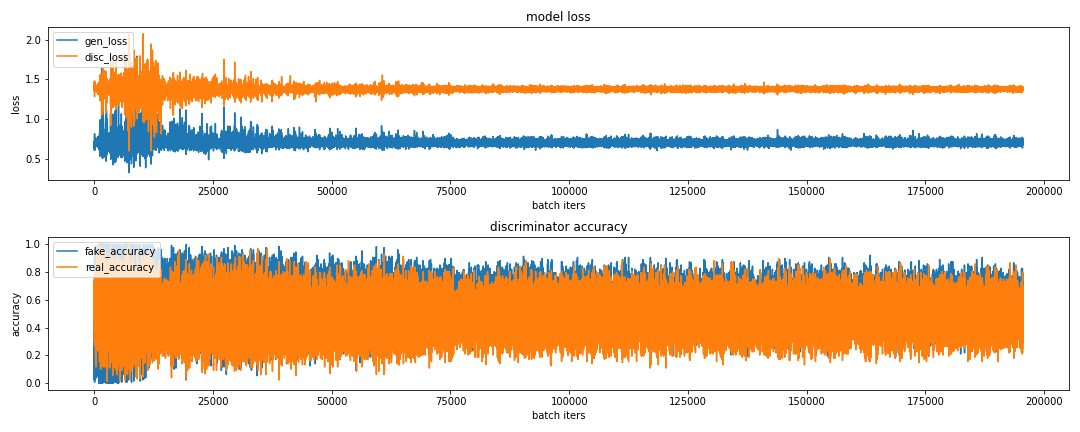 model loss
2.0
1.5
1.0
0.5
loss
gen_loss
disc_loss
0 25000 50000 75000 100000 125000 150000 175000 200000
batch iters
discriminator accuracy
1.0
0.8
0.6
0.4
0.2
0.0
accuracy
fake_accuracy
real_accuracy
0 25000 50000 75000 100000 125000 150000 175000 200000
batch iters